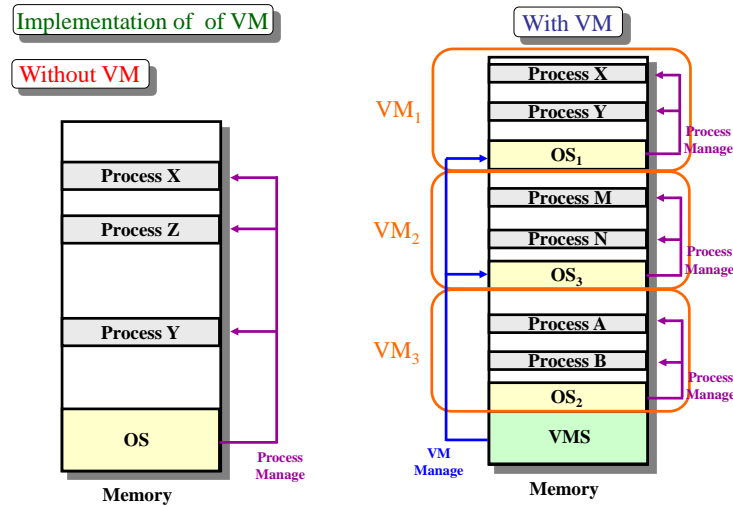 Implementation of of VM
Without VM
Process X
Process Z
Process Y
OS
Process
Manage
Memory
With VM
VM₁
Process X
Process Y
OS₁
Process
Manage
VM₂
Process M
Process N
OS₃
Process
Manage
VM₃
Process A
Process B
OS₂
Process
Manage
VMS
VM
Manage
Memory